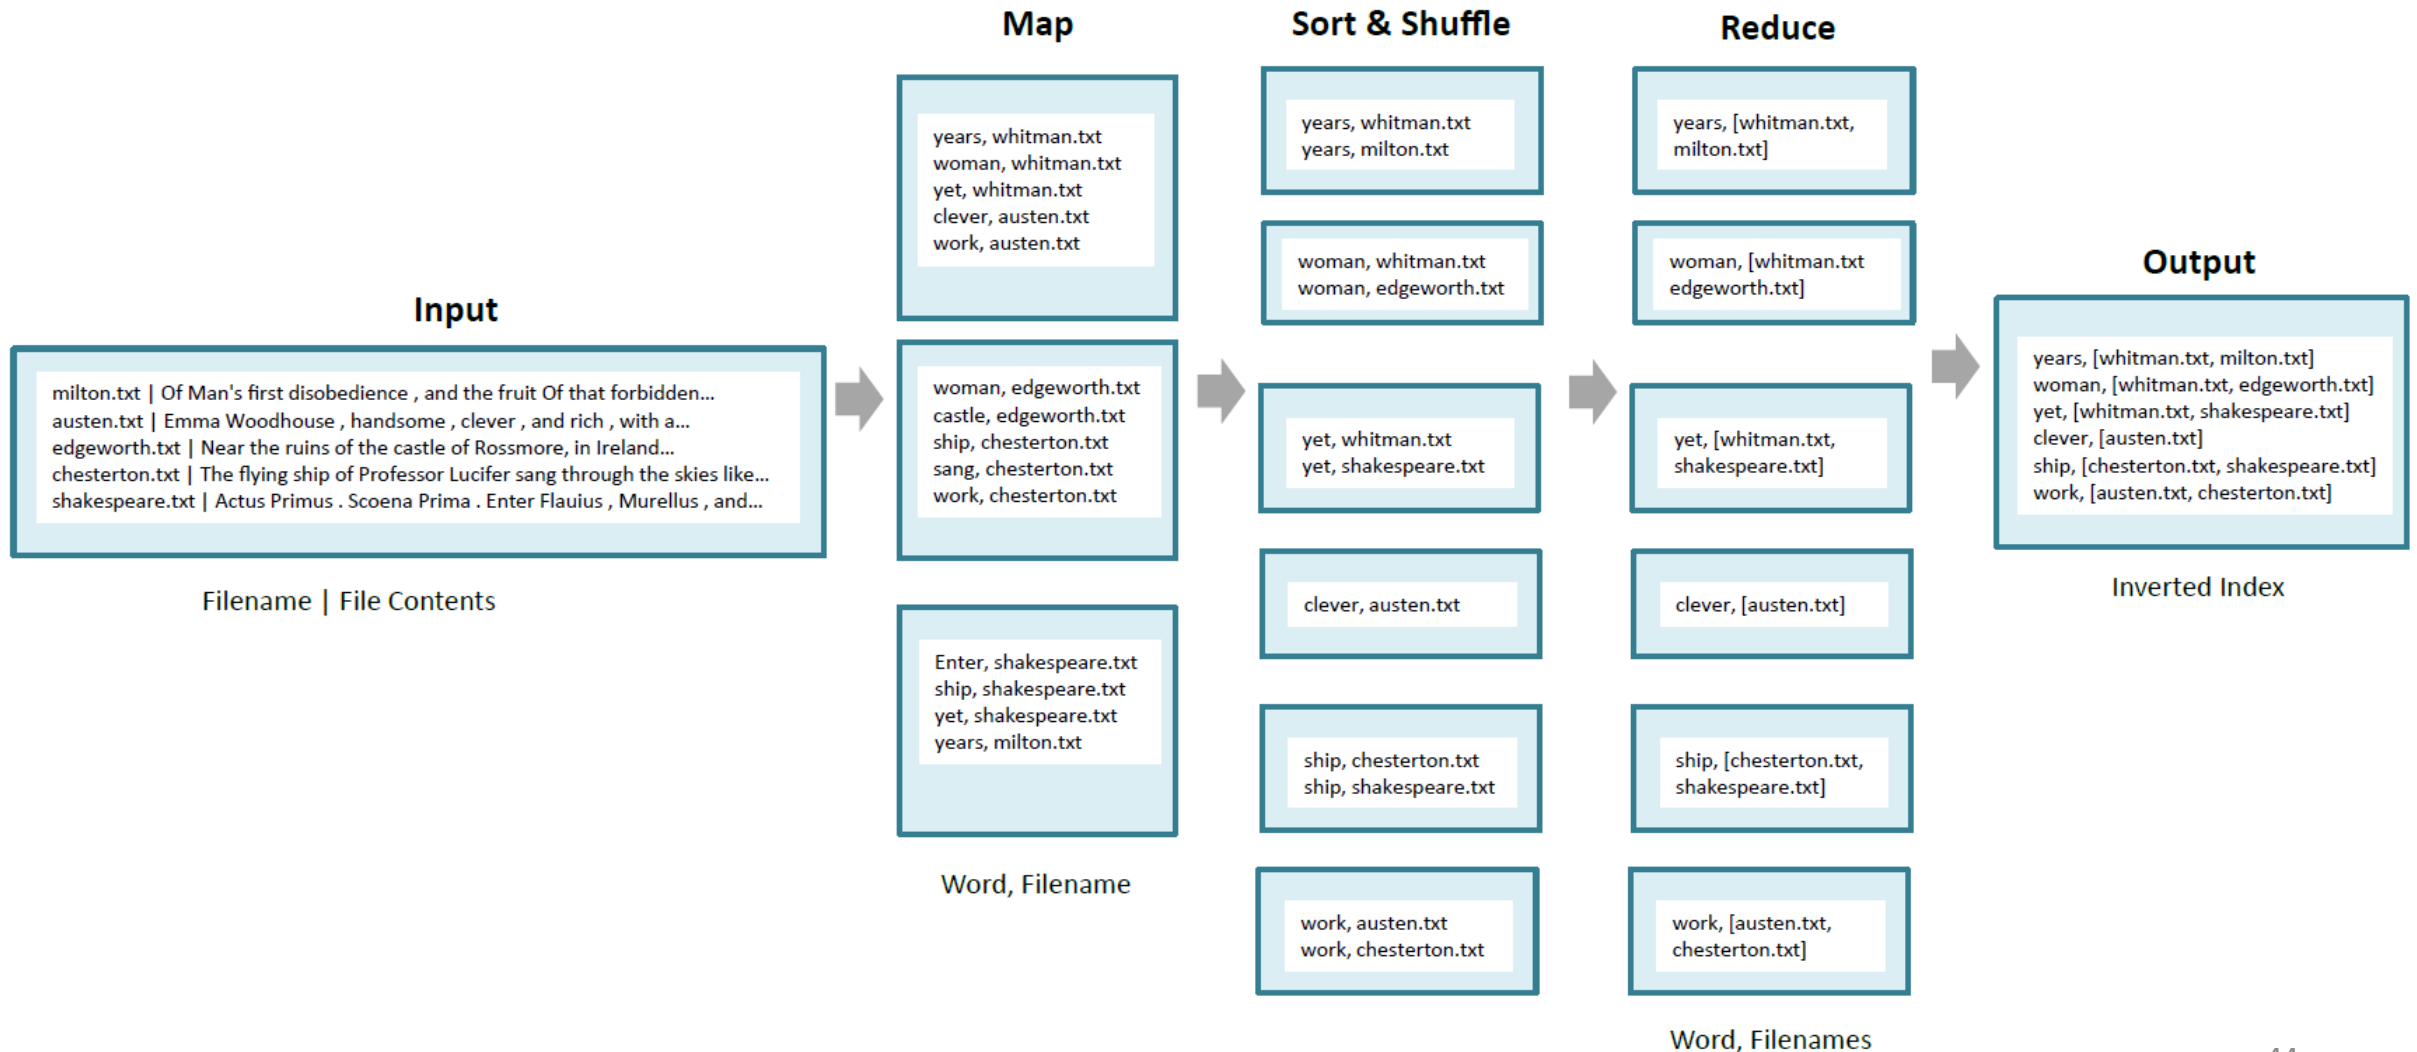 Input
milton.txt | Of Man's first disobedience , and the fruit Of that forbidden...
austen.txt | Emma Woodhouse , handsome , clever , and rich , with a...
edgeworth.txt | Near the ruins of the castle of Rossmore, in Ireland...
chesterton.txt | The flying ship of Professor Lucifer sang through the skies like...
shakespeare.txt | Actus Primus . Scoena Prima . Enter Flauius , Murellus , and...
Filename | File Contents
Map
years, whitman.txt
woman, whitman.txt
yet, whitman.txt
clever, austen.txt
work, austen.txt
woman, edgeworth.txt
castle, edgeworth.txt
ship, chesterton.txt
sang, chesterton.txt
work, chesterton.txt
Enter, shakespeare.txt
ship, shakespeare.txt
yet, shakespeare.txt
years, milton.txt
Word, Filename
Sort & Shuffle
years, whitman.txt
years, milton.txt
woman, whitman.txt
woman, edgeworth.txt
yet, whitman.txt
yet, shakespeare.txt
clever, austen.txt
ship, chesterton.txt
ship, shakespeare.txt
work, austen.txt
work, chesterton.txt
Reduce
years, [whitman.txt,
milton.txt]
woman, [whitman.txt
edgeworth.txt]
yet, [whitman.txt,
shakespeare.txt]
clever, [austen.txt]
ship, [chesterton.txt,
shakespeare.txt]
work, [austen.txt,
chesterton.txt]
Word, Filenames
Output
years, [whitman.txt, milton.txt]
woman, [whitman.txt, edgeworth.txt]
yet, [whitman.txt, shakespeare.txt]
clever, [austen.txt]
ship, [chesterton.txt, shakespeare.txt]
work, [austen.txt, chesterton.txt]
Inverted Index